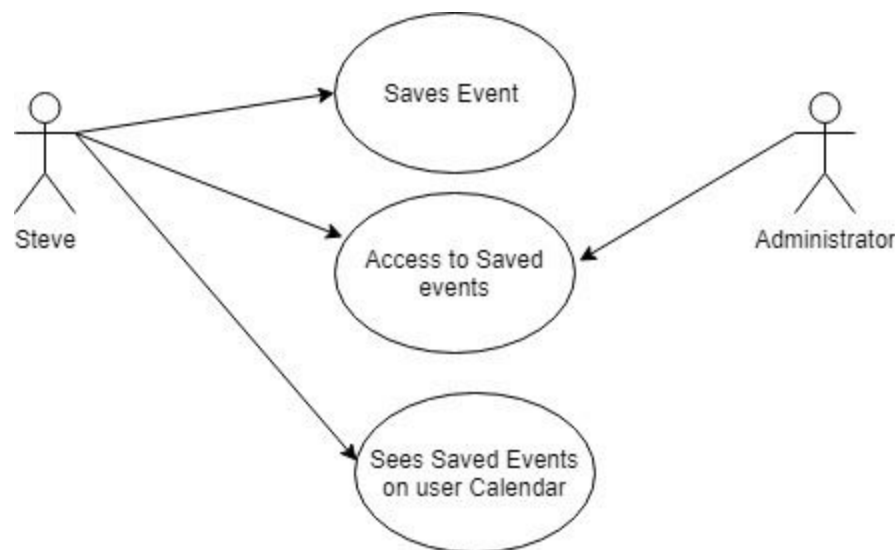 Saves Event
Steve
Administrator
Access to Saved
events
Sees Saved Events
on user Calendar